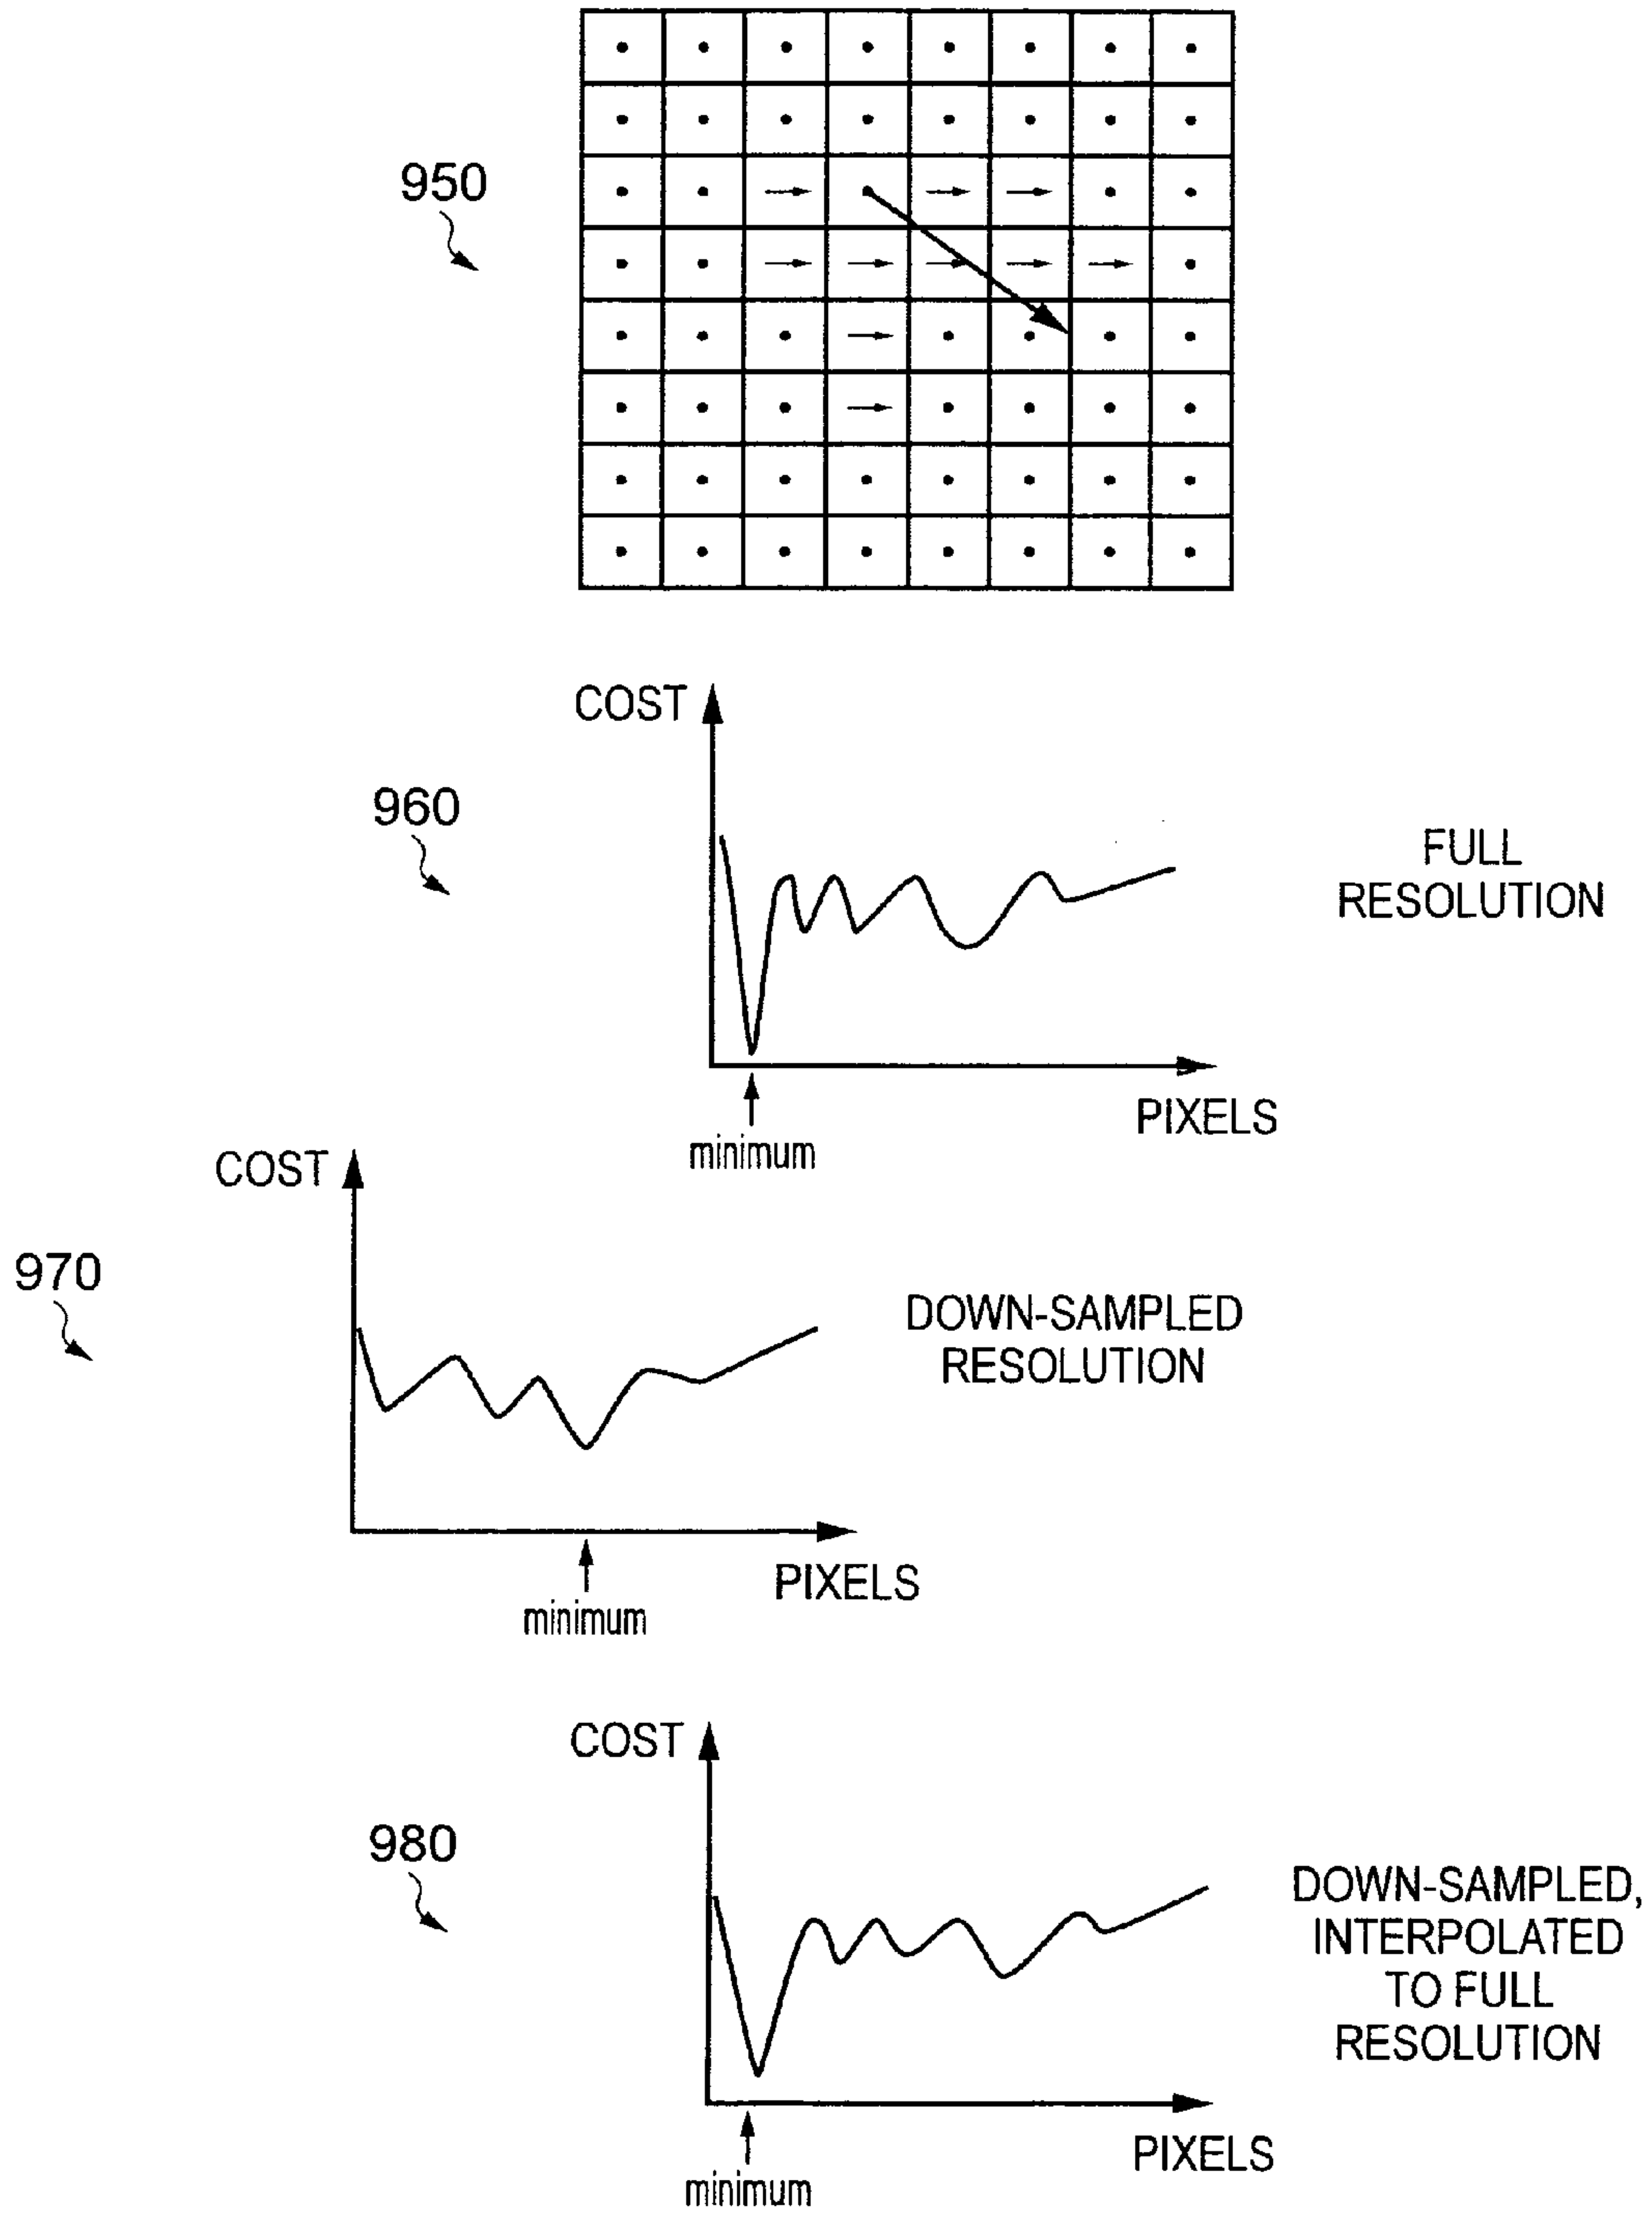 950
COST
960
FULL
RESOLUTION
PIXELS
minimum
COST
970
DOWN-SAMPLED
RESOLUTION
PIXELS
minimum
COST
980
DOWN-SAMPLED,
INTERPOLATED
TO FULL
RESOLUTION
PIXELS
minimum